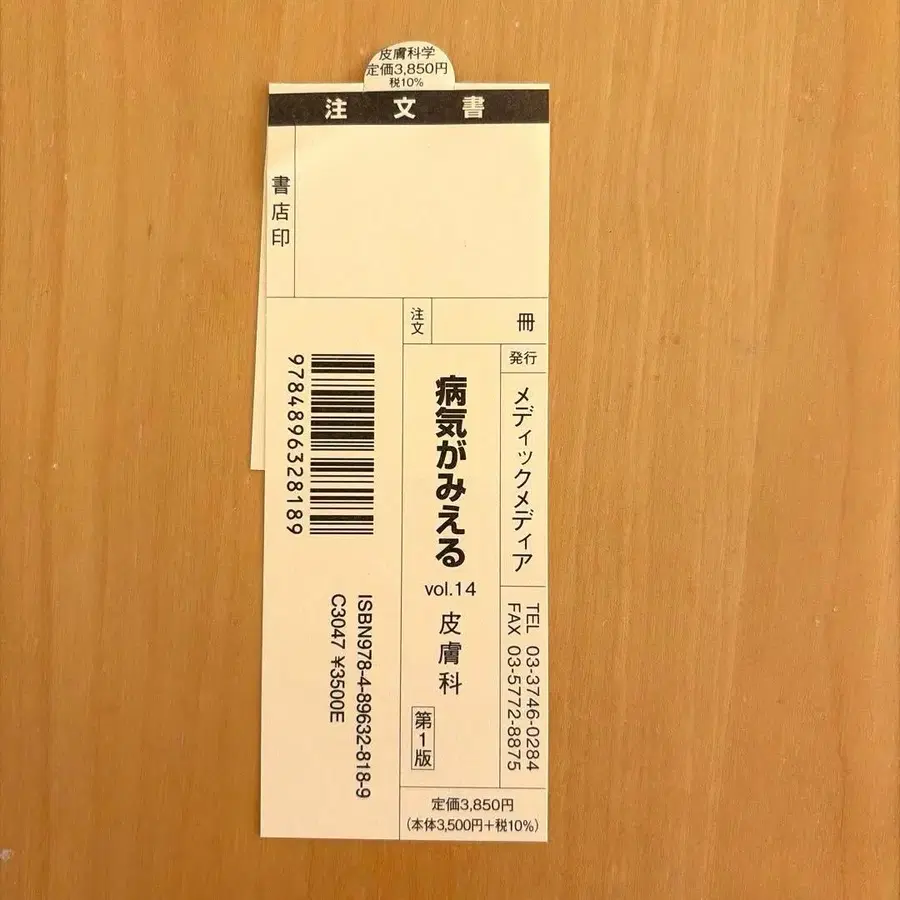 皮膚科学
定価3,850円
税10%
注文書
書店印
注文
冊
発行
メディックメディア
TEL 03-3746-0284
FAX 03-5772-8875
病気がみえる
vol.14
皮膚科
第1版
定価3,850円
(本体3,500円+税10%)
9784896328189
ISBN978-4-89632-818-9
C3047 ¥3500E